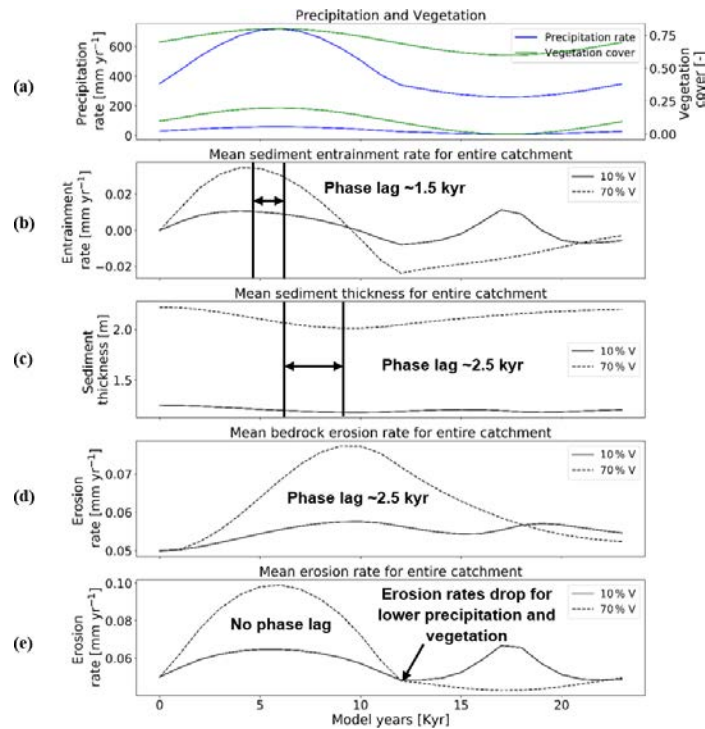 Precipitation and Vegetation
(a)
Precipitation
rate [mm yr⁻¹]
600
400
200
0
Precipitation rate
Vegetation cover
0.75
0.50
0.25
0.00
Vegetation
cover [-]
Mean sediment entrainment rate for entire catchment
(b)
Entrainment
rate [mm yr⁻¹]
0.02
0.00
−0.02
Phase lag ~1.5 kyr
10% V
70% V
Mean sediment thickness for entire catchment
(c)
Sediment
thickness [m]
2.0
1.5
Phase lag ~2.5 kyr
10% V
70% V
Mean bedrock erosion rate for entire catchment
(d)
Erosion
rate [mm yr⁻¹]
0.07
0.06
0.05
Phase lag ~2.5 kyr
10% V
70% V
Mean erosion rate for entire catchment
(e)
Erosion
rate [mm yr⁻¹]
0.10
0.08
0.06
No phase lag
Erosion rates drop for
lower precipitation and
vegetation
10% V
70% V
0
5
10
15
20
Model years [Kyr]